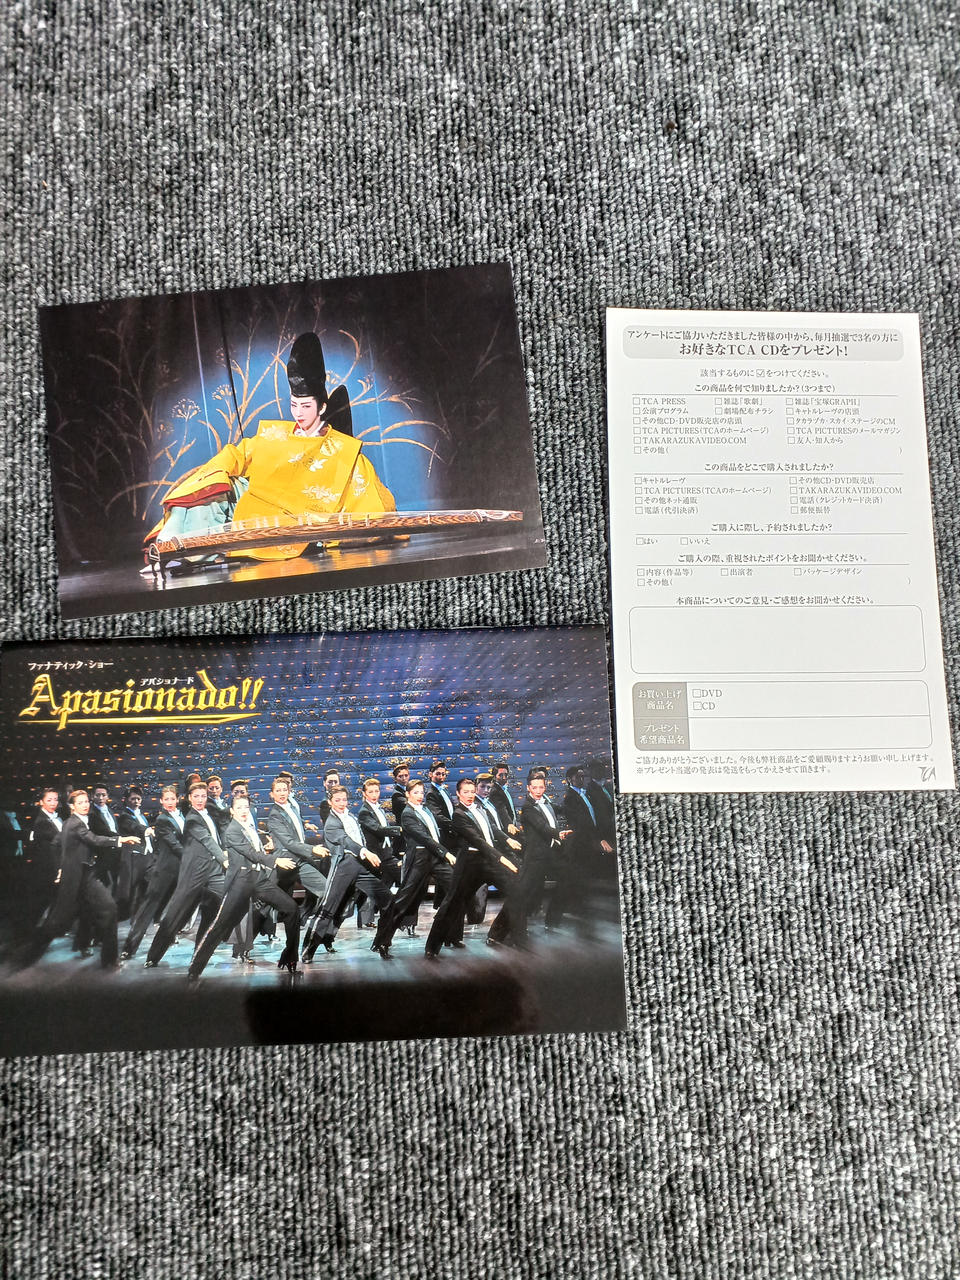 ファナティック・ショー
アパショナード
Apasionado!!
アンケートにご協力いただきました皆様の中から、毎月抽選で3名の方に
お好きなTCA CDをプレゼント!
該当するものに☑をつけてください。
この商品を何で知りましたか?(3つまで)
□TCA PRESS □雑誌「歌劇」 □雑誌「宝塚GRAPH」
□公演プログラム □劇場配布チラシ □キャトルレーヴの店頭
□その他CD・DVD販売店の店頭 □タカラヅカ・スカイ・ステージのCM
□TCA PICTURES(TCAのホームページ) □TCA PICTURESのメールマガジン
□TAKARAZUKAVIDEO.COM □友人・知人から
□その他( )
この商品をどこで購入されましたか?
□キャトルレーヴ □その他CD・DVD販売店
□TCA PICTURES(TCAのホームページ) □TAKARAZUKAVIDEO.COM
□その他ネット通販 □電話(クレジットカード決済)
□電話(代引決済) □郵便振替
ご購入に際し、予約されましたか?
□はい □いいえ
ご購入の際、重視されたポイントをお聞かせください。
□内容(作品等) □出演者 □パッケージデザイン
□その他( )
本商品についてのご意見・ご感想をお聞かせください。
お買い上げ
商品名
□DVD
□CD
プレゼント
希望商品名
ご協力ありがとうございました。今後も弊社商品をご愛顧賜りますようお願い申し上げます。
※プレゼント当選の発表は発送をもってかえさせて頂きます。
TCA